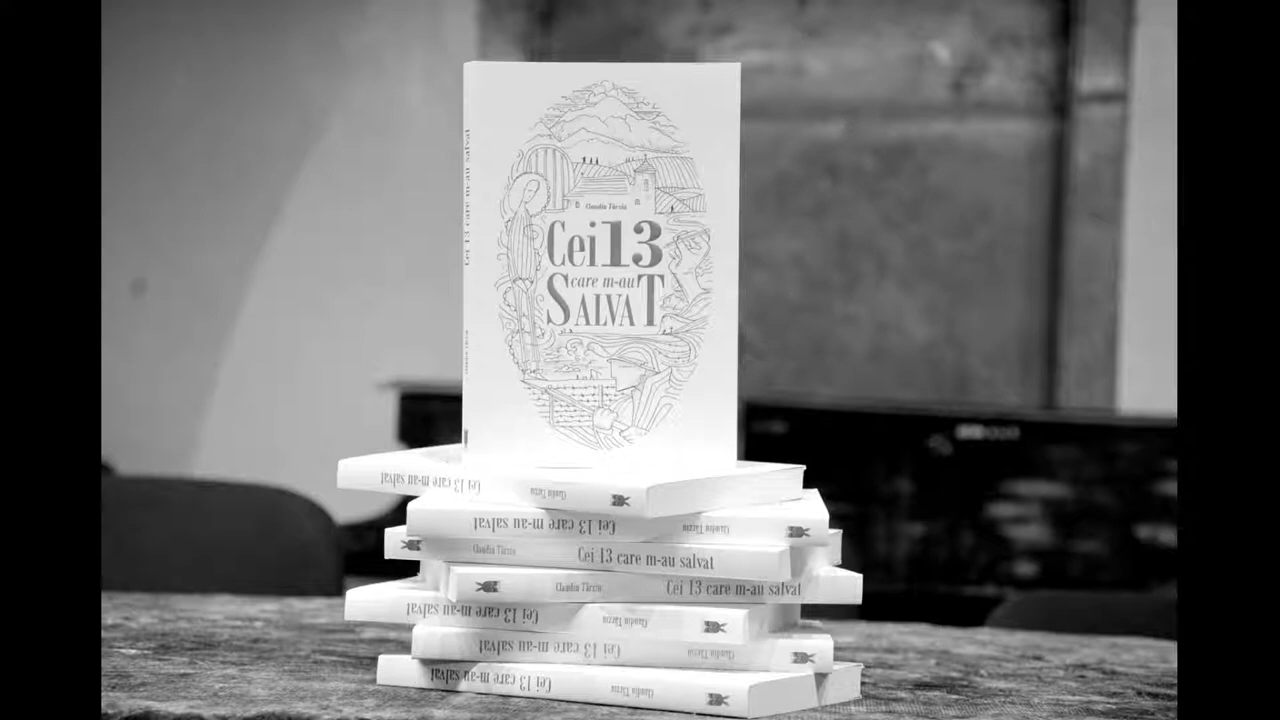 Cei 13 care m-au salvat
Claudiu Târziu
Cei 13
care m-au
SALVAT
Cei 13 care m-au salvat Claudiu Târziu
Cei 13 care m-au salvat Claudiu Târziu
Claudiu Târziu Cei 13 care m-au salvat
Claudiu Târziu Cei 13 care m-au salvat
Cei 13 care m-au salvat Claudiu Târziu
Cei 13 care m-au salvat Claudiu Târziu
Cei 13 care m-au salvat Claudiu Târziu